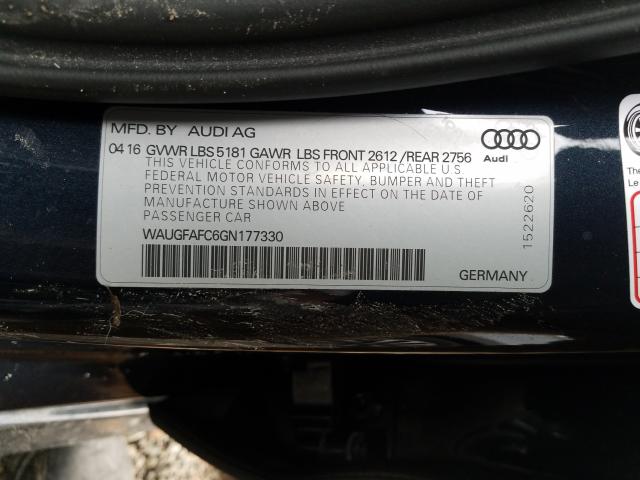 MFD. BY AUDI AG
04 16 GVWR LBS 5181 GAWR LBS FRONT 2612 /REAR 2756
THIS VEHICLE CONFORMS TO ALL APPLICABLE U.S.
FEDERAL MOTOR VEHICLE SAFETY, BUMPER AND THEFT
PREVENTION STANDARDS IN EFFECT ON THE DATE OF
MANUFACTURE SHOWN ABOVE
PASSENGER CAR
WAUGFAFC6GN177330
GERMANY
Audi
1522620
The
Le